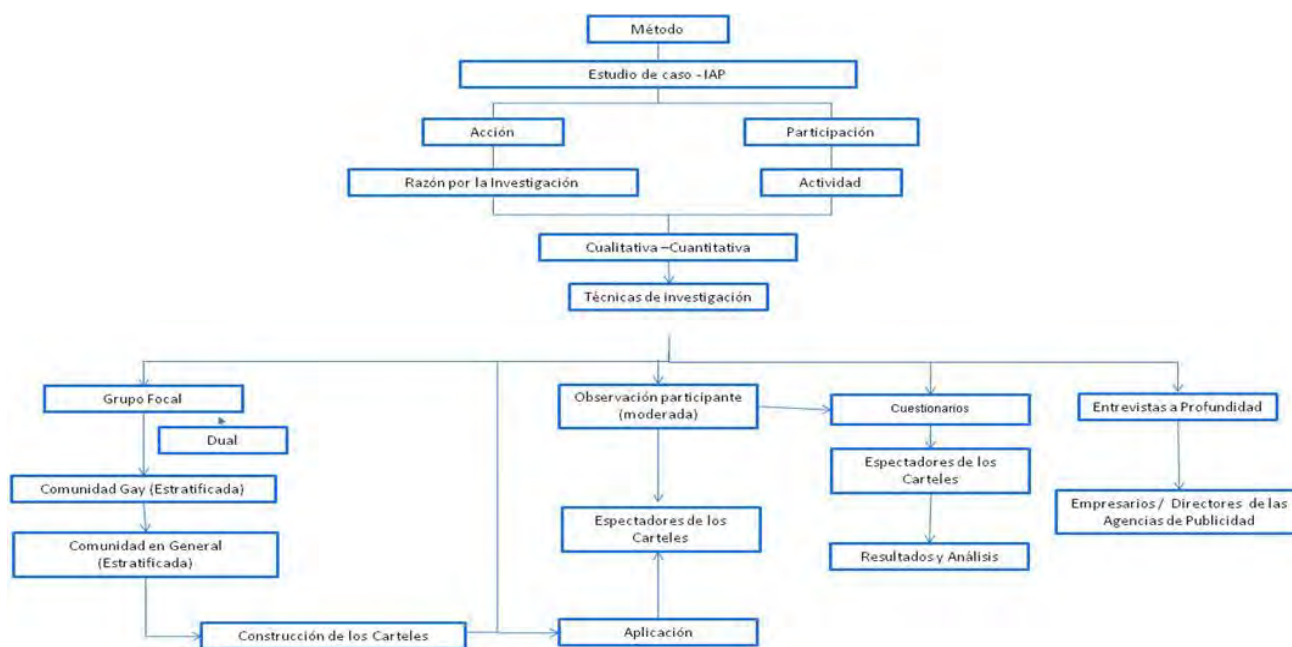 Método
Estudio de caso - IAP
Acción
Participación
Razón por la Investigación
Actividad
Cualitativa –Cuantitativa
Técnicas de investigación
Grupo Focal
Dual
Comunidad Gay (Estratificada)
Comunidad en General
(Estratificada)
Construcción de los Carteles
Observación participante
(moderada)
Espectadores de los
Carteles
Aplicación
Cuestionarios
Espectadores de los
Carteles
Resultados y Análisis
Entrevistas a Profundidad
Empresarios / Directores de las
Agencias de Publicidad